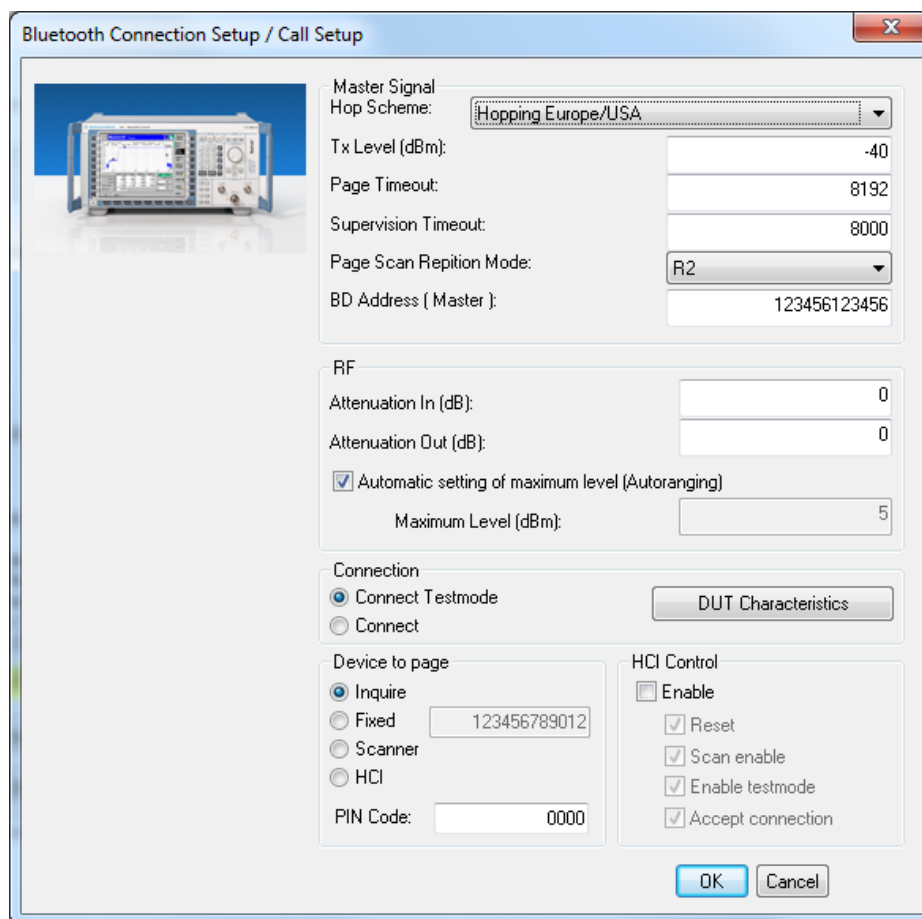 Bluetooth Connection Setup / Call Setup
Master Signal
Hop Scheme: Hopping Europe/USA
Tx Level (dBm): -40
Page Timeout: 8192
Supervision Timeout: 8000
Page Scan Repition Mode: R2
BD Address ( Master ): 123456123456
RF
Attenuation In (dB): 0
Attenuation Out (dB): 0
Automatic setting of maximum level (Autoranging)
Maximum Level (dBm): 5
Connection
Connect Testmode
DUT Characteristics
Connect
Device to page
Inquire
Fixed 123456789012
Scanner
HCI
PIN Code: 0000
HCI Control
Enable
Reset
Scan enable
Enable testmode
Accept connection
OK Cancel